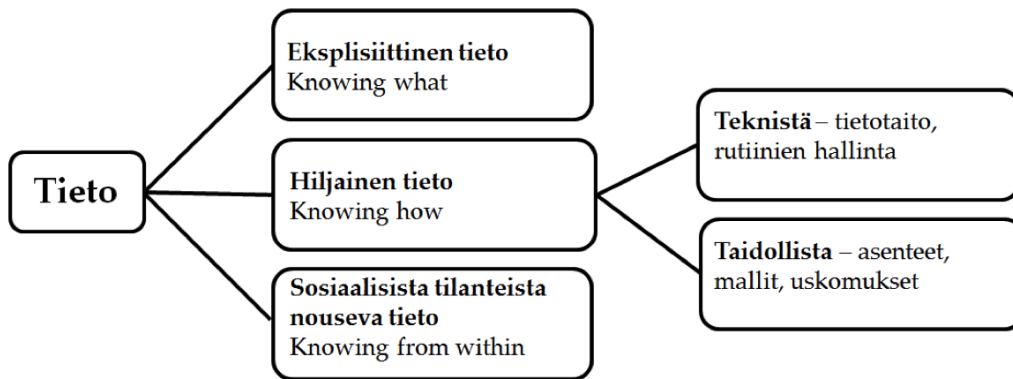 Tieto
Eksplisiittinen tieto
Knowing what
Hiljainen tieto
Knowing how
Sosiaalisista tilanteista
nouseva tieto
Knowing from within
Teknistä – tietotaito,
rutiinien hallinta
Taidollista – asenteet,
mallit, uskomukset